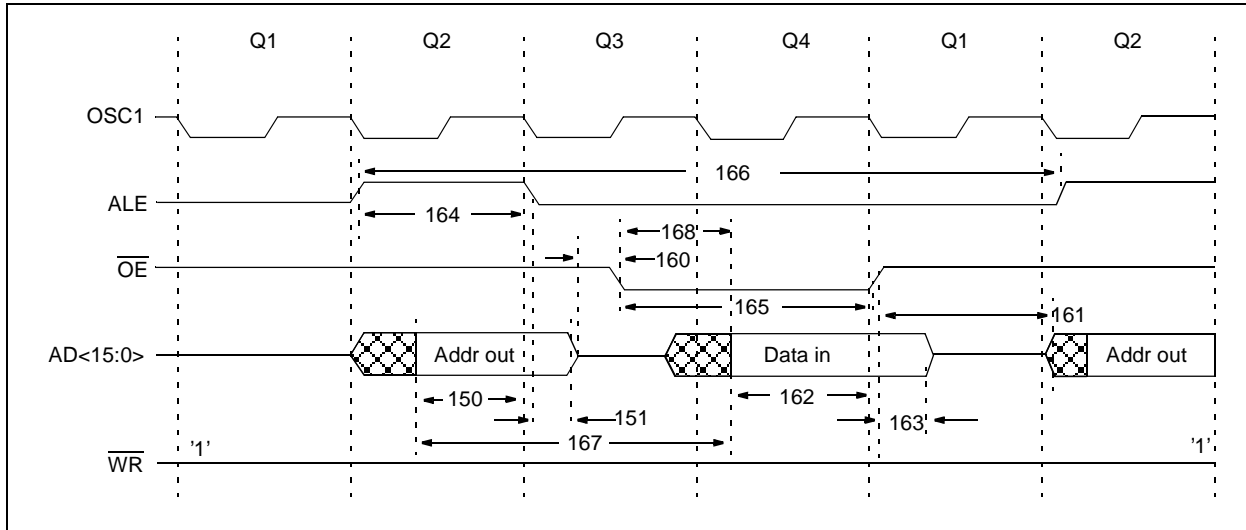 Q1 Q2 Q3 Q4 Q1 Q2
OSC1
166
ALE
164
168
160
OE
165
161
AD<15:0> Addr out Data in Addr out
150 151 162 163
167
'1' '1'
WR